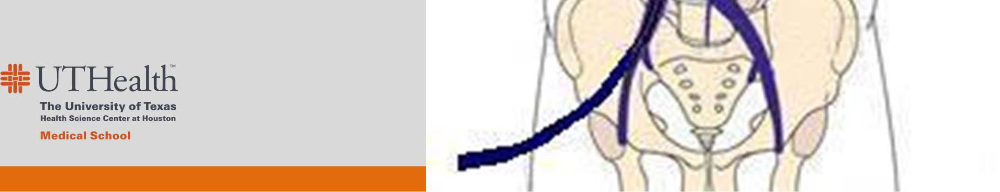 UTHealth™
The University of Texas
Health Science Center at Houston
Medical School